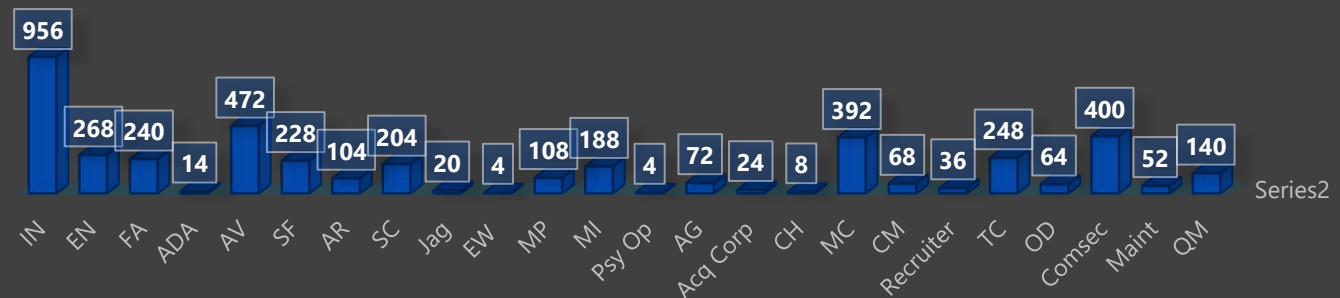 956
268
240
14
472
228
104
204
20
4
108
188
4
72
24
8
392
68
36
248
64
400
52
140
Series2
IN
EN
FA
ADA
AV
SF
AR
SC
Jag
EW
MP
MI
Psy Op
AG
Acq Corp
CH
MC
CM
Recruiter
TC
OD
Comsec
Maint
QM